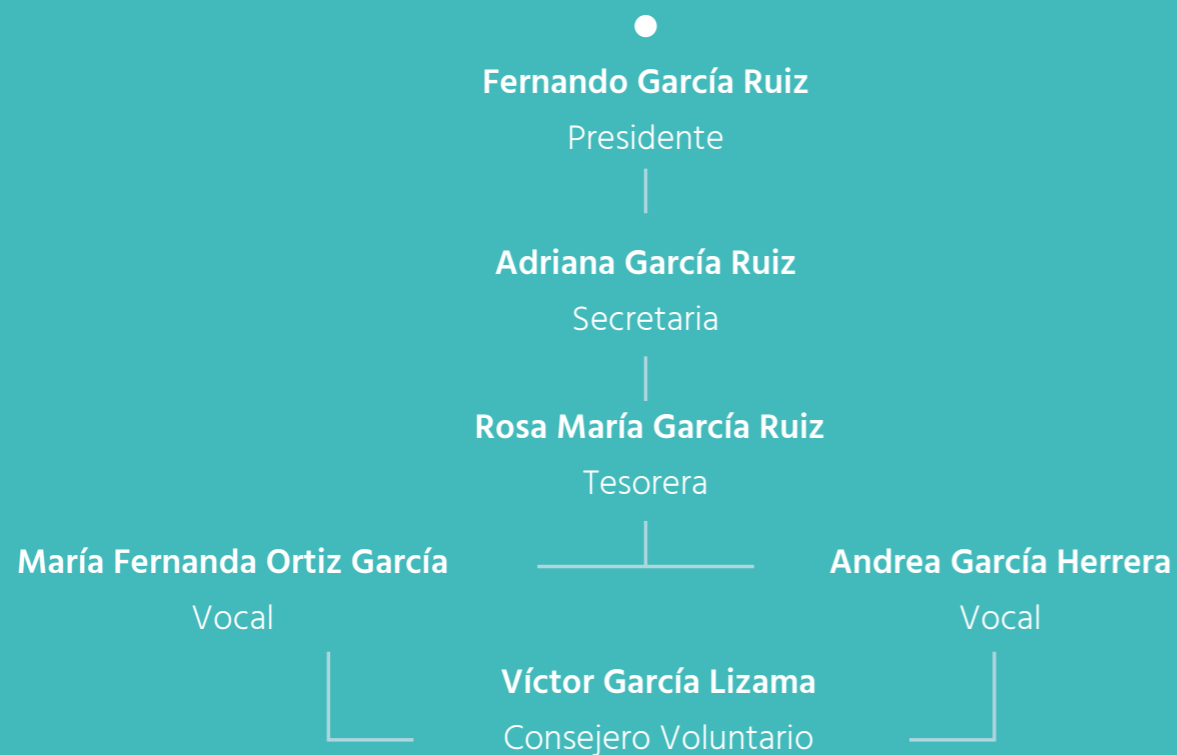 Fernando García Ruiz
Presidente
Adriana García Ruiz
Secretaria
Rosa María García Ruiz
Tesorera
María Fernanda Ortiz García
Vocal
Andrea García Herrera
Vocal
Víctor García Lizama
Consejero Voluntario